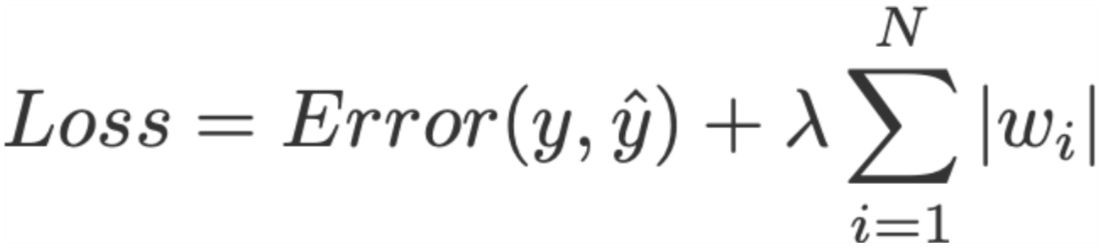 Loss = Error(y, ŷ) + λ ∑_{i=1}^{N} |w_i|